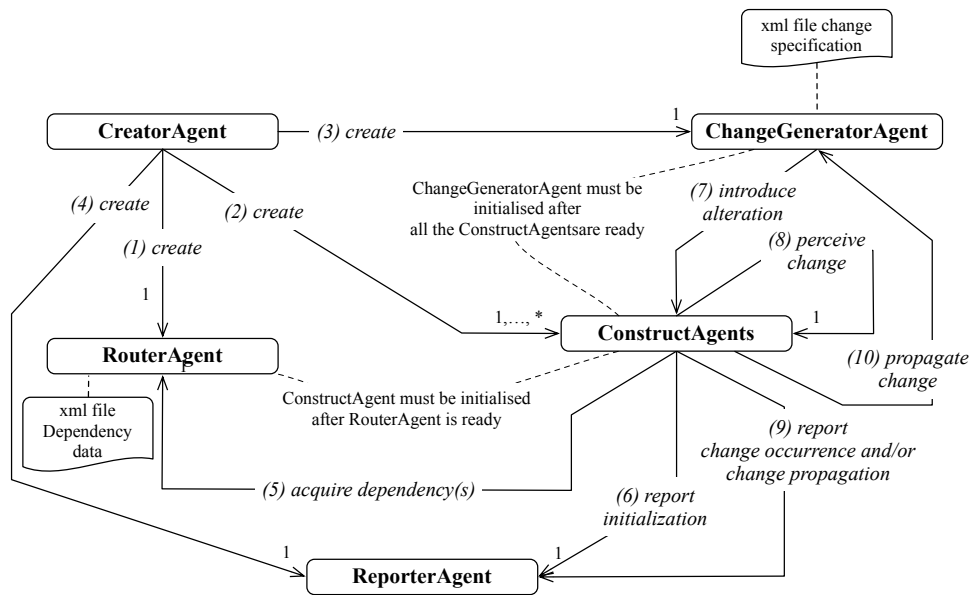 xml file change
specification
CreatorAgent
(3) create
1
ChangeGeneratorAgent
ChangeGeneratorAgent must be
initialised after
all the ConstructAgentsare ready
(7) introduce
alteration
(4) create
(2) create
(8) perceive
change
(1) create
1
1,..., *
ConstructAgents
1
RouterAgent
1
(10) propagate
change
ConstructAgent must be initialised
after RouterAgent is ready
xml file
Dependency
data
(9) report
change occurrence and/or
change propagation
(5) acquire dependency(s)
(6) report
initialization
1
1
ReporterAgent